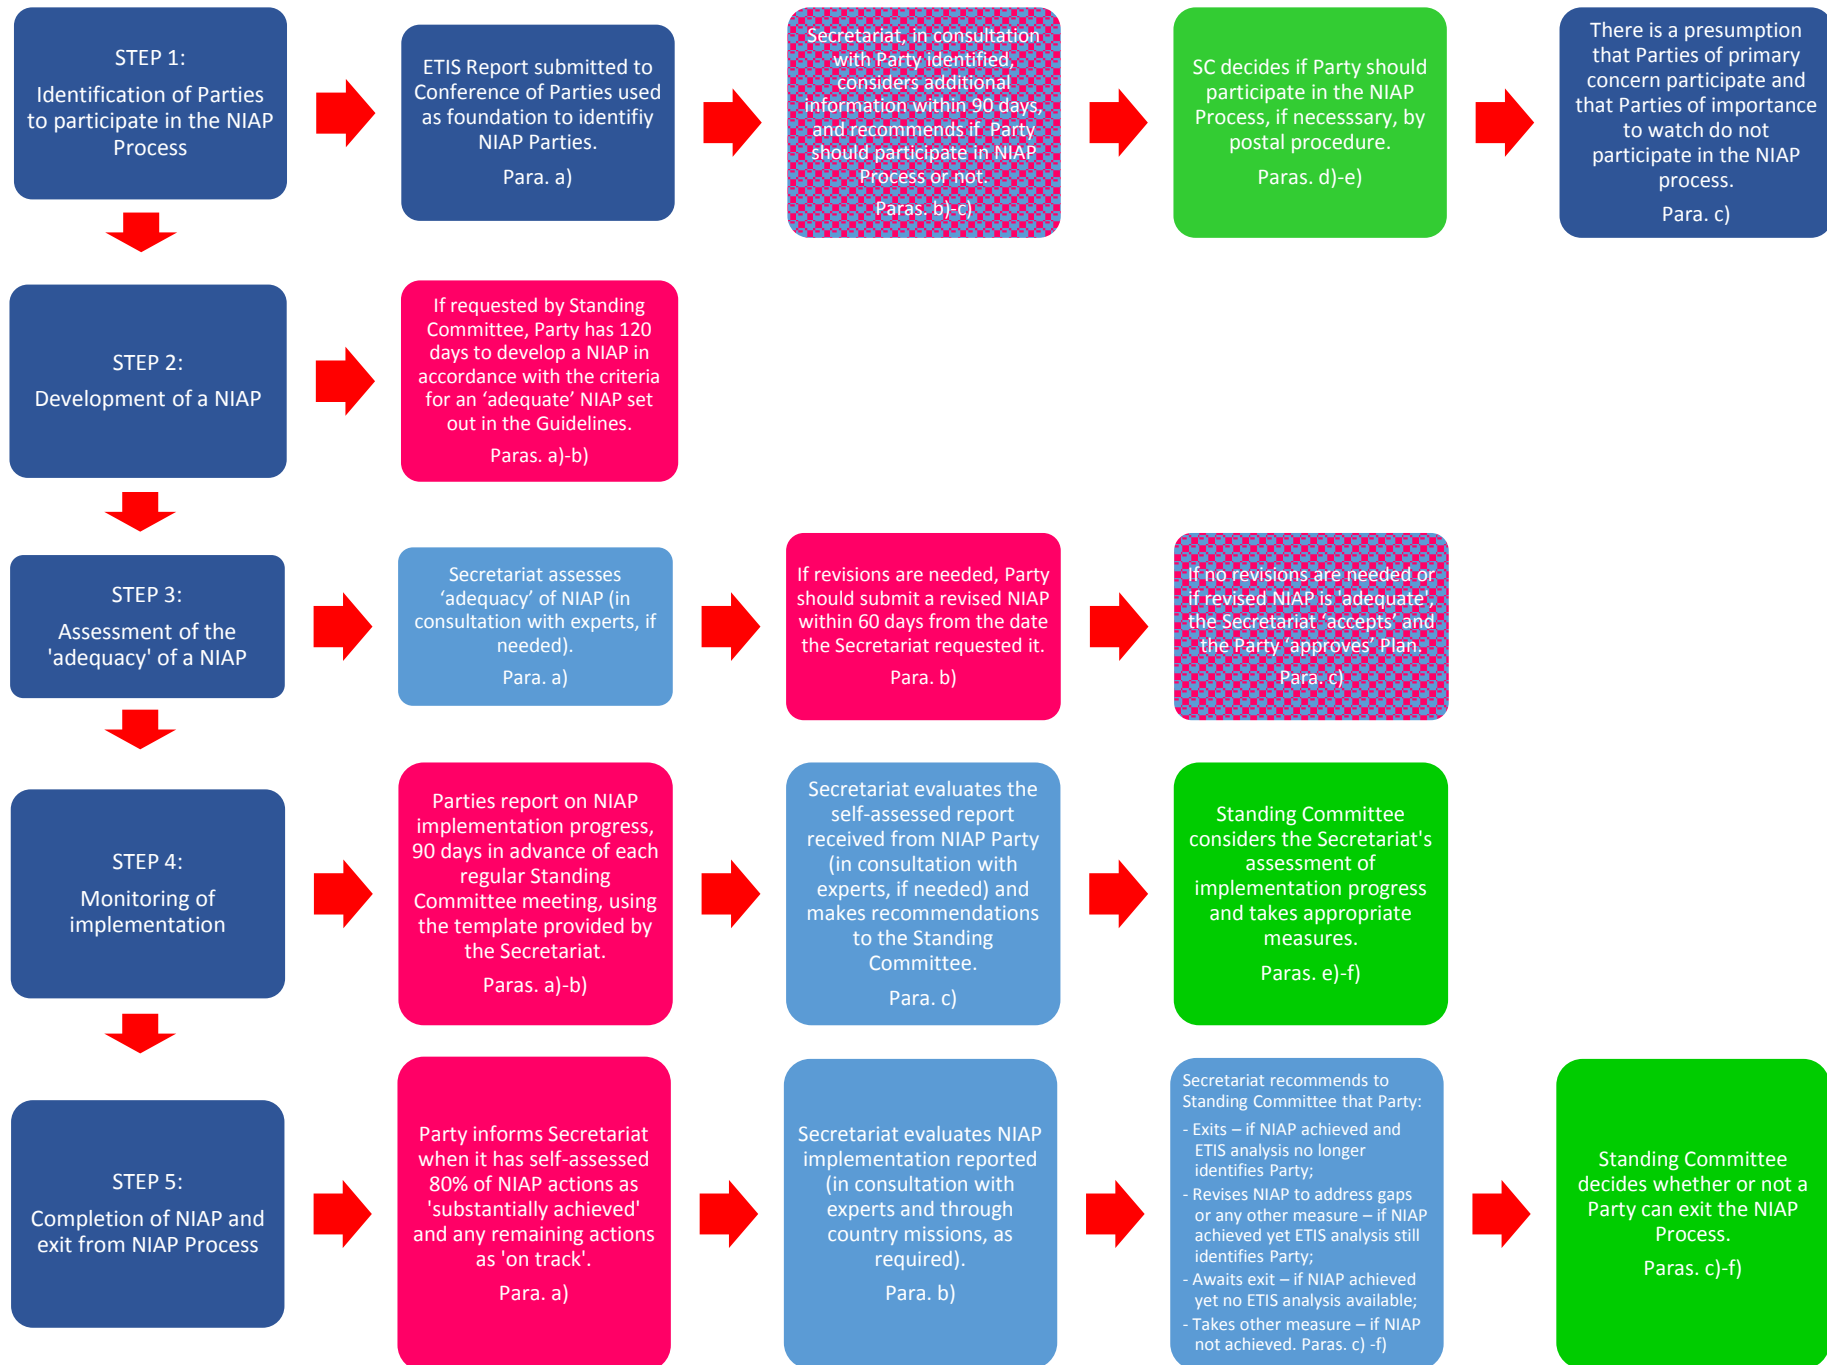 STEP 1:
Identification of Parties
to participate in the NIAP
Process
ETIS Report submitted to
Conference of Parties used
as foundation to identifiy
NIAP Parties.
Para. a)
Secretariat, in consultation
with Party identified,
considers additional
information within 90 days,
and recommends if Party
should participate in NIAP
Process or not.
Paras. b)-c)
SC decides if Party should
participate in the NIAP
Process, if necesssary, by
postal procedure.
Paras. d)-e)
There is a presumption
that Parties of primary
concern participate and
that Parties of importance
to watch do not
participate in the NIAP
process.
Para. c)
STEP 2:
Development of a NIAP
If requested by Standing
Committee, Party has 120
days to develop a NIAP in
accordance with the criteria
for an ‘adequate’ NIAP set
out in the Guidelines.
Paras. a)-b)
STEP 3:
Assessment of the
'adequacy' of a NIAP
Secretariat assesses
‘adequacy’ of NIAP (in
consultation with experts, if
needed).
Para. a)
If revisions are needed, Party
should submit a revised NIAP
within 60 days from the date
the Secretariat requested it.
Para. b)
If no revisions are needed or
if revised NIAP is 'adequate',
the Secretariat ‘accepts’ and
the Party ‘approves’ Plan.
Para. c)
STEP 4:
Monitoring of
implementation
Parties report on NIAP
implementation progress,
90 days in advance of each
regular Standing
Committee meeting, using
the template provided by
the Secretariat.
Paras. a)-b)
Secretariat evaluates the
self-assessed report
received from NIAP Party
(in consultation with
experts, if needed) and
makes recommendations
to the Standing
Committee.
Para. c)
Standing Committee
considers the Secretariat's
assessment of
implementation progress
and takes appropriate
measures.
Paras. e)-f)
STEP 5:
Completion of NIAP and
exit from NIAP Process
Party informs Secretariat
when it has self-assessed
80% of NIAP actions as
'substantially achieved'
and any remaining actions
as 'on track'.
Para. a)
Secretariat evaluates NIAP
implementation reported
(in consultation with
experts and through
country missions, as
required).
Para. b)
Secretariat recommends to
Standing Committee that Party:
- Exits – if NIAP achieved and
ETIS analysis no longer
identifies Party;
- Revises NIAP to address gaps
or any other measure – if NIAP
achieved yet ETIS analysis still
identifies Party;
- Awaits exit – if NIAP achieved
yet no ETIS analysis available;
- Takes other measure – if NIAP
not achieved. Paras. c) -f)
Standing Committee
decides whether or not a
Party can exit the NIAP
Process.
Paras. c)-f)